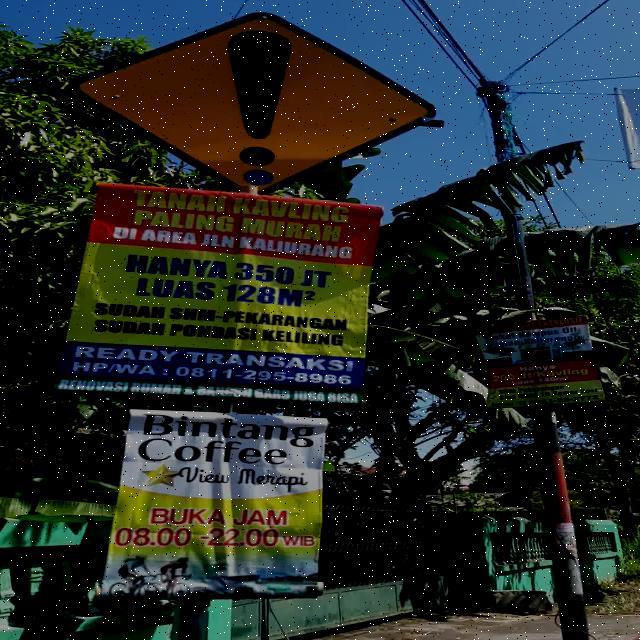 TANAH KAVLING
PALING MURAH
DI AREA JLN KALIURANG
HANYA 350 JT
LUAS 128M²
SUDAH SHM-PEKARANGAN
SUDAH PONDASI KELILING
READY TRANSAKSI
HP/WA : 0811-295-8986
Bintang
Coffee
View Merapi
BUKA JAM
08.00 -22.00 WIB